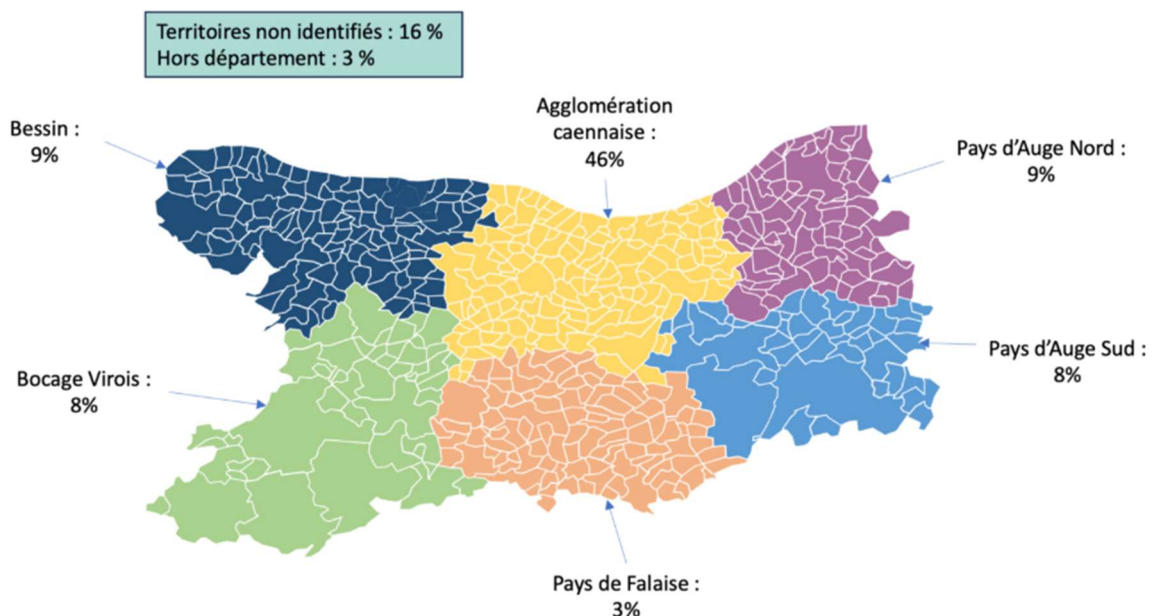 Territoires non identifiés : 16 %
Hors département : 3 %
Agglomération
caennaise :
46%
Bessin :
9%
Pays d'Auge Nord :
9%
Pays d'Auge Sud :
8%
Bocage Virois :
8%
Pays de Falaise :
3%